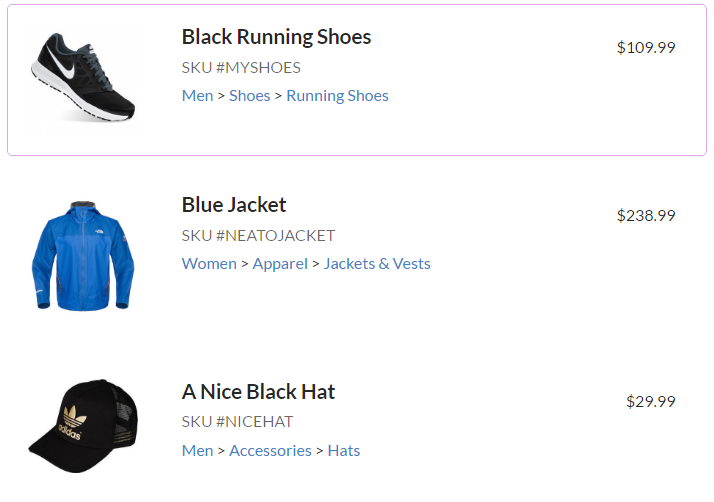 Black Running Shoes
$109.99
SKU #MYSHOES
Men > Shoes > Running Shoes
Blue Jacket
$238.99
SKU #NEATOJACKET
Women > Apparel > Jackets & Vests
A Nice Black Hat
$29.99
SKU #NICEHAT
Men > Accessories > Hats
adidas